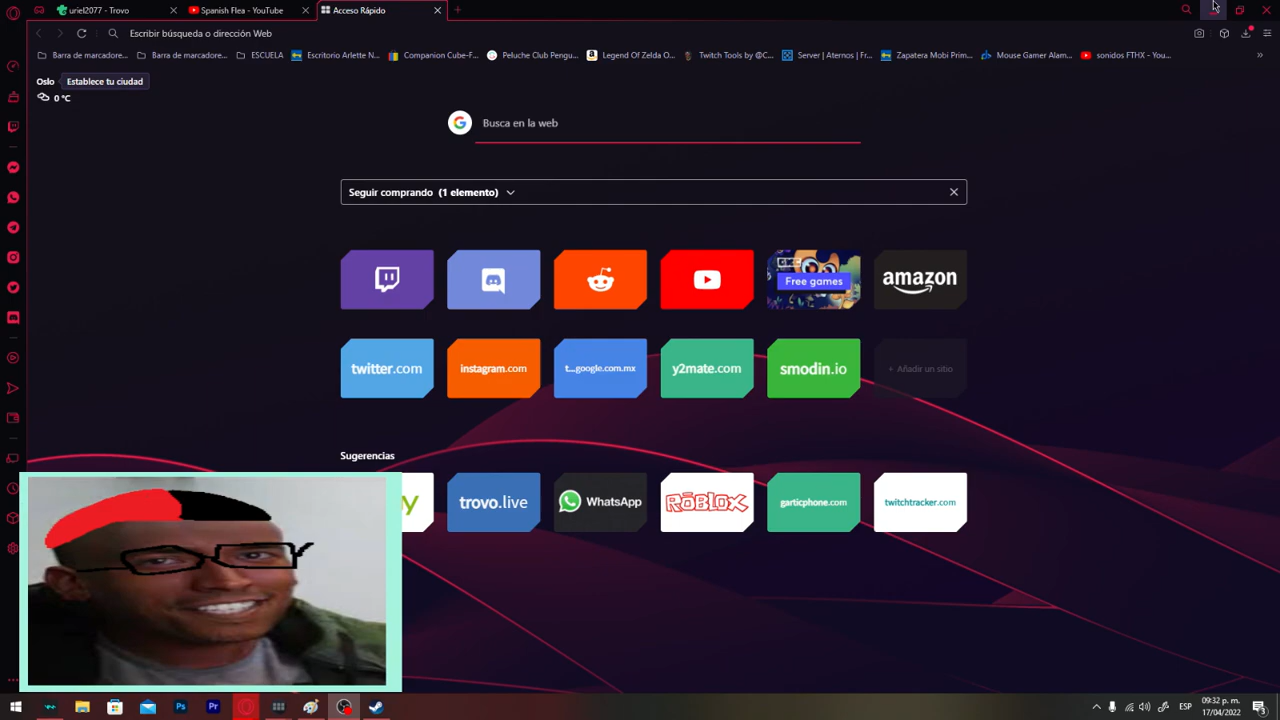 uriel2077 - Trovo
Spanish Flea - YouTube
Acceso Rápido
Escribir búsqueda o dirección Web
Barra de marcadore...
Barra de marcadore...
ESCUELA
Escritorio Arlette N...
Companion Cube-F...
Peluche Club Pengu...
Legend Of Zelda O...
Twitch Tools by @C...
Server | Aternos | Fr...
Zapatera Mobi Prim...
Mouse Gamer Alam...
sonidos FTHX - You...
Oslo
Establece tu ciudad
0 °C
Busca en la web
Seguir comprando (1 elemento)
Free games
amazon
twitter.com
instagram.com
t...google.com.mx
y2mate.com
smodin.io
+ Añadir un sitio
Sugerencias
trovo.live
WhatsApp
ROBLOX
garticphone.com
twitchtracker.com
Ps
Pr
ESP
09:32 p. m.
17/04/2022
3